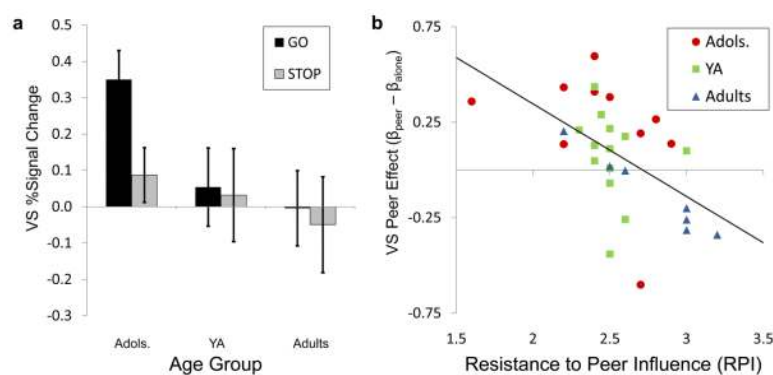 a
VS %Signal Change
0.5
0.4
0.3
0.2
0.1
0.0
-0.1
-0.2
-0.3
GO
STOP
Adols.
YA
Adults
Age Group
b
VS Peer Effect (βpeer – βalone)
0.75
0.25
-0.25
-0.75
Adols.
YA
Adults
1.5
2
2.5
3
3.5
Resistance to Peer Influence (RPI)